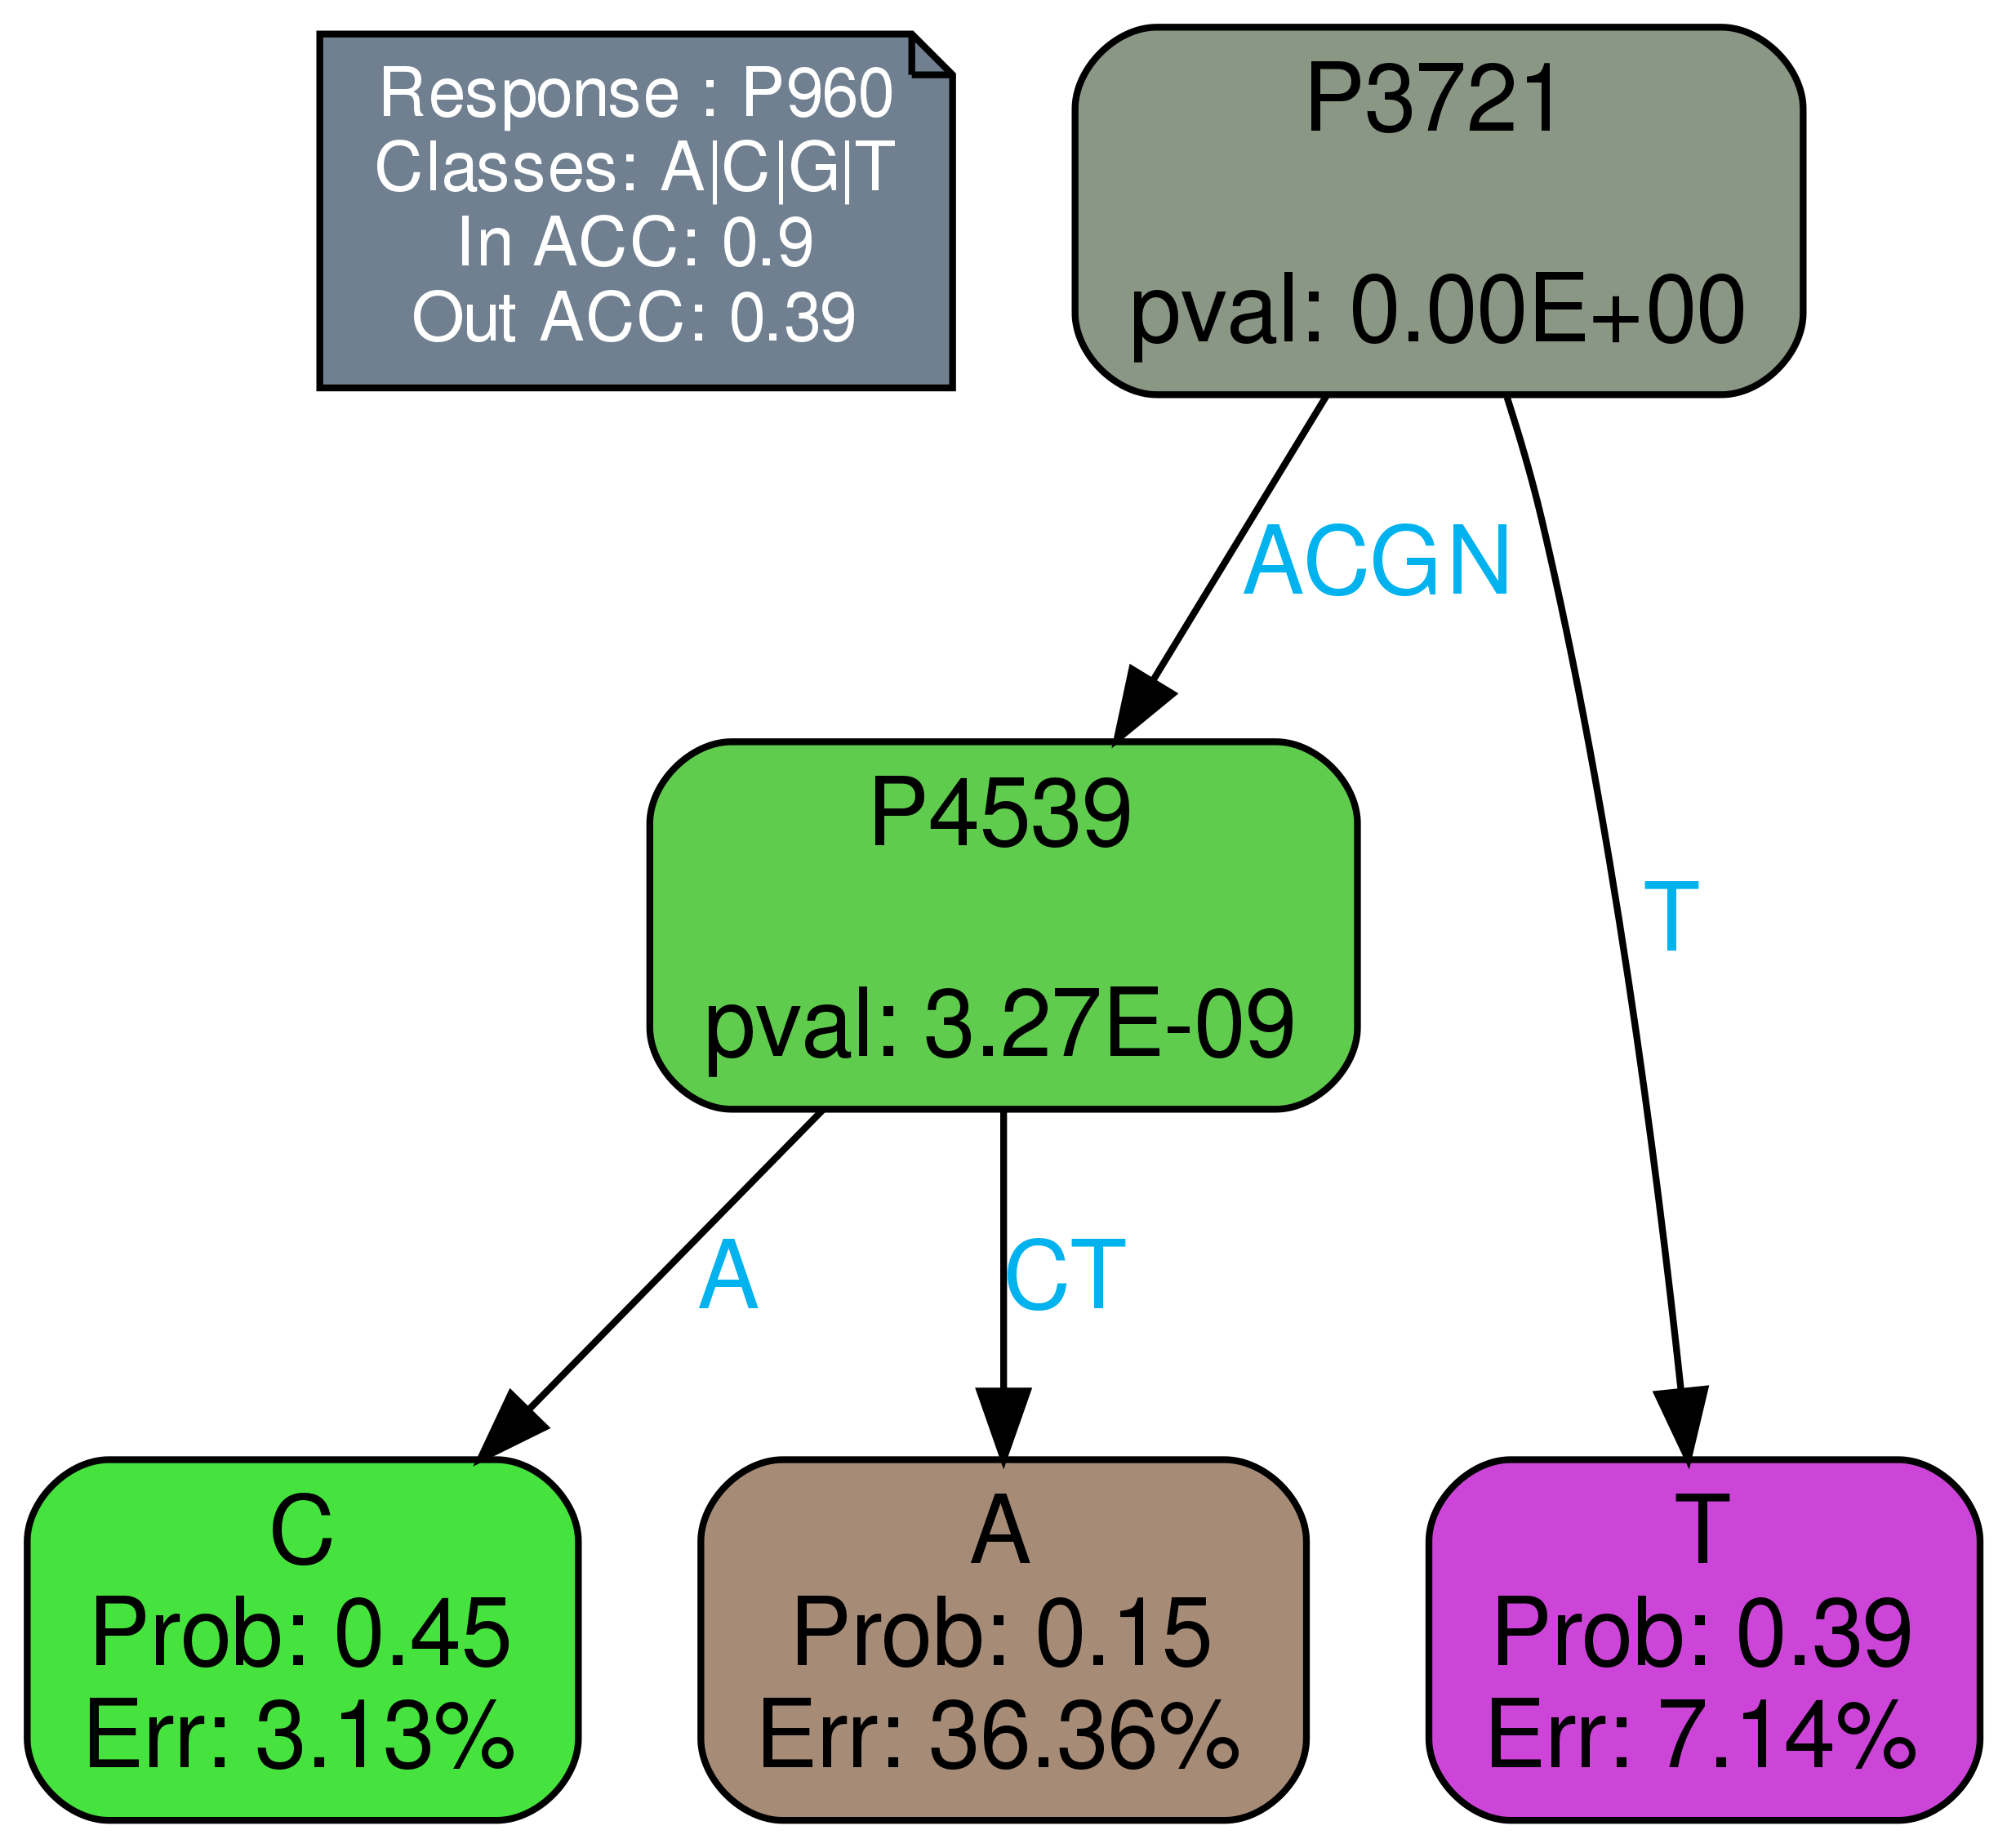 Response : P960
Classes: A|C|G|T
In ACC: 0.9
Out ACC: 0.39
P3721
pval: 0.00E+00
ACGN
T
P4539
pval: 3.27E-09
A
CT
C
Prob: 0.45
Err: 3.13%
A
Prob: 0.15
Err: 36.36%
T
Prob: 0.39
Err: 7.14%